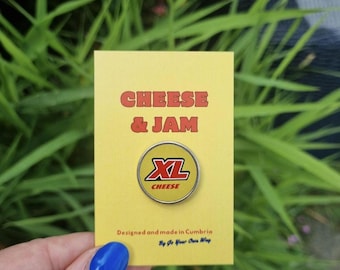 CHEESE
& JAM
XL
CHEESE
Designed and made in Cumbria
By Go Your Own Way